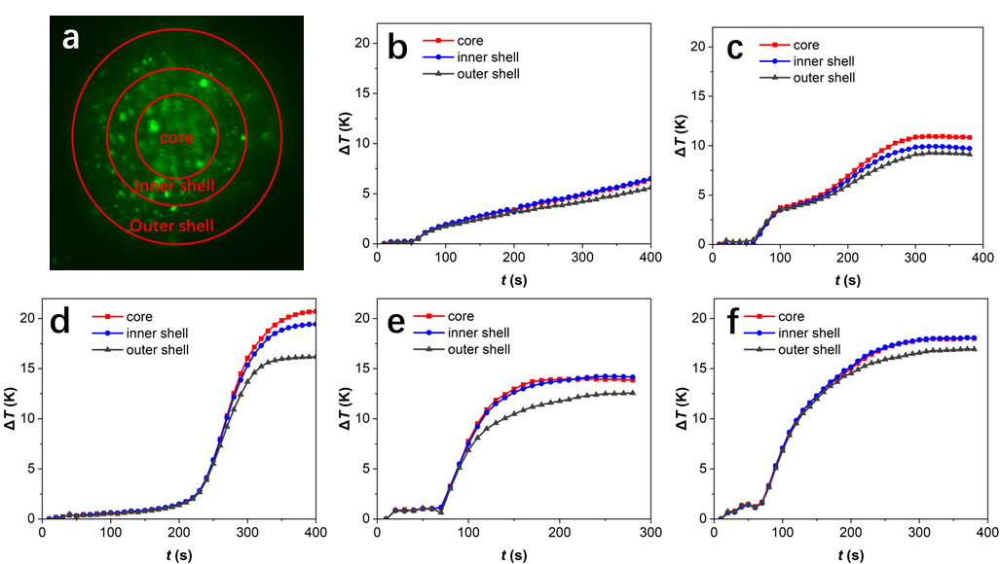 a
core
Inner shell
Outer shell
b
core
inner shell
outer shell
20
15
10
5
0
ΔT (K)
0 100 200 300 400
t (s)
c
core
inner shell
outer shell
20
15
10
5
0
ΔT (K)
0 100 200 300 400
t (s)
d
core
inner shell
outer shell
20
15
10
5
0
ΔT (K)
0 100 200 300 400
t (s)
e
core
inner shell
outer shell
20
15
10
5
0
ΔT (K)
0 100 200 300
t (s)
f
core
inner shell
outer shell
20
15
10
5
0
ΔT (K)
0 100 200 300 400
t (s)